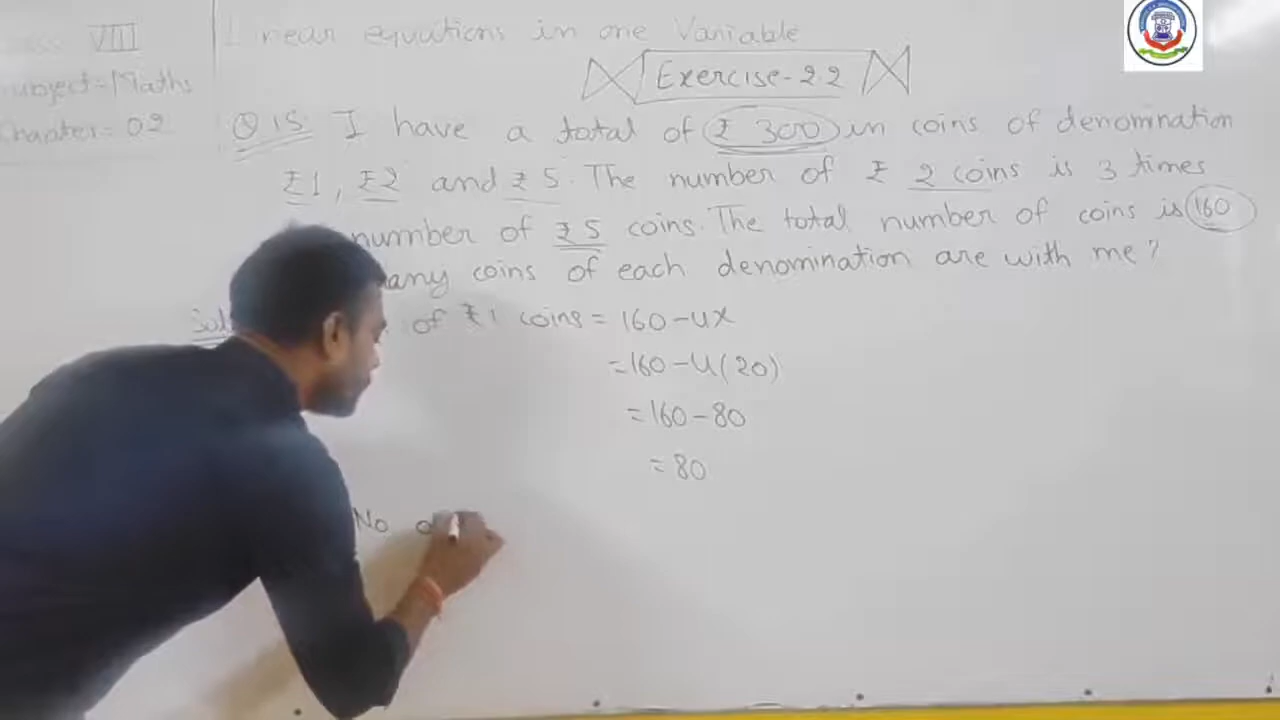 Class VIII
Subject = Maths
Chapter = 02
Linear equations in one Variable
Exercise-2.2
Q 15 I have a total of ₹ 300 in coins of denomination
₹1, ₹2 and ₹5. The number of ₹ 2 coins is 3 times
number of ₹5 coins. The total number of coins is 160
many coins of each denomination are with me?
Sol of ₹1 coins = 160-4x
=160-4(20)
=160-80
=80
No